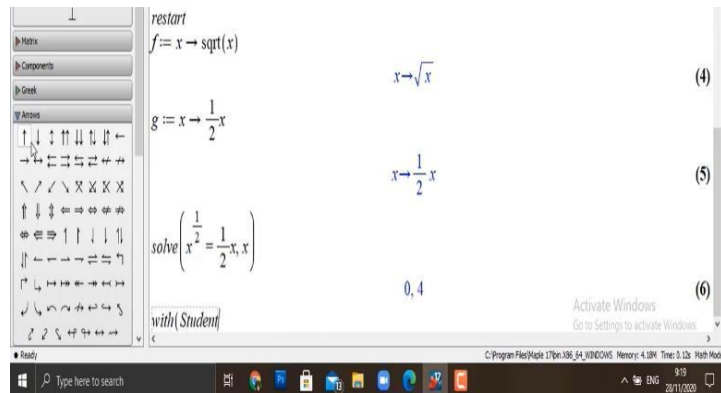 restart
f := x → sqrt(x)
x→√x (4)
g := x → 1/2 x
x→1/2 x (5)
solve(x^(1/2) = 1/2 x, x)
0, 4 (6)
with(Student
Matrix
Components
Greek
Arrows
Activate Windows
Go to Settings to activate Windows.
Ready
C:\Program Files\Maple 17\bin.X86_64_WINDOWS Memory: 4.18M Time: 0.12s Math Mode
Type here to search
13
17
ENG
9:19
28/11/2020